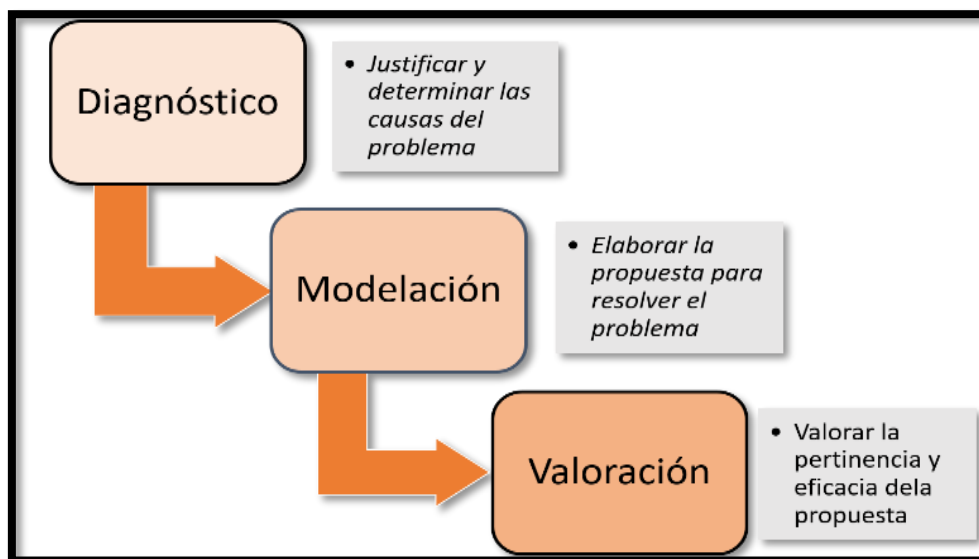 Diagnóstico
• Justificar y
determinar las
causas del
problema
Modelación
• Elaborar la
propuesta para
resolver el
problema
Valoración
• Valorar la
pertinencia y
eficacia dela
propuesta